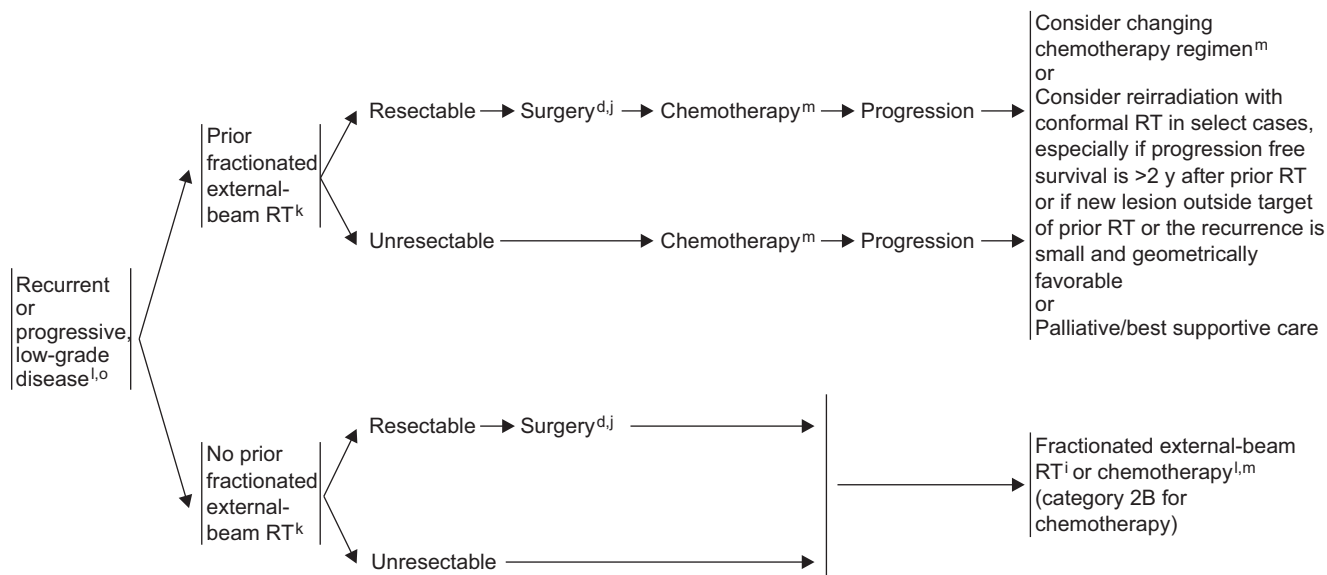 Recurrent
or
progressive,
low-grade
disease^l,o
Prior
fractionated
external-
beam RT^k
Resectable
Surgery^d,j
Chemotherapy^m
Progression
Unresectable
Chemotherapy^m
Progression
Consider changing
chemotherapy regimen^m
or
Consider reirradiation with
conformal RT in select cases,
especially if progression free
survival is >2 y after prior RT
or if new lesion outside target
of prior RT or the recurrence is
small and geometrically
favorable
or
Palliative/best supportive care
No prior
fractionated
external-
beam RT^k
Resectable
Surgery^d,j
Unresectable
Fractionated external-beam
RT^i or chemotherapy^l,m
(category 2B for
chemotherapy)